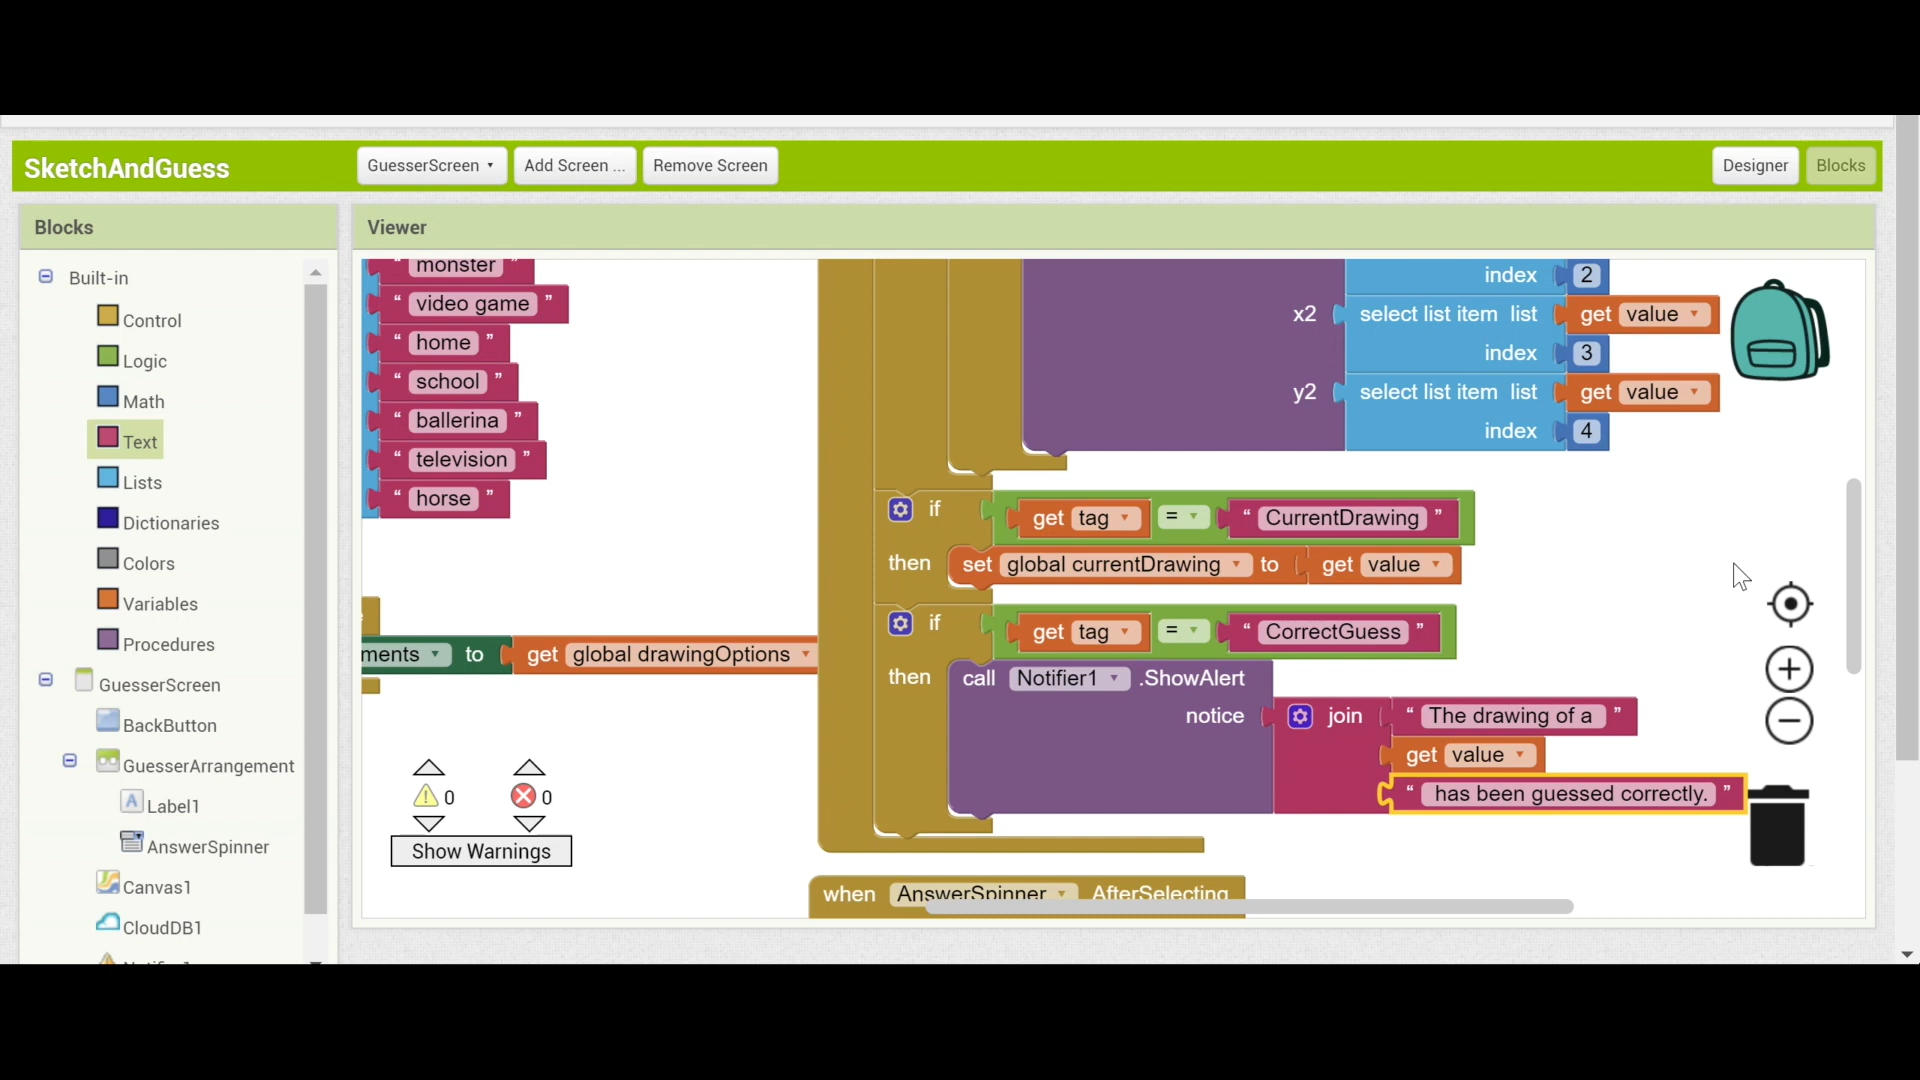 SketchAndGuess
GuesserScreen
Add Screen ...
Remove Screen
Designer
Blocks
Blocks
Viewer
Built-in
Control
Logic
Math
Text
Lists
Dictionaries
Colors
Variables
Procedures
GuesserScreen
BackButton
GuesserArrangement
A Label1
AnswerSpinner
Canvas1
CloudDB1
“ monster ”
“ video game ”
“ home ”
“ school ”
“ ballerina ”
“ television ”
“ horse ”
ments to get global drawingOptions
0 0
Show Warnings
index 2
x2 select list item list get value
index 3
y2 select list item list get value
index 4
if get tag = “ CurrentDrawing ”
then set global currentDrawing to get value
if get tag = “ CorrectGuess ”
then call Notifier1 .ShowAlert
notice join “ The drawing of a ”
get value
“ has been guessed correctly. ”
when AnswerSpinner AfterSelecting